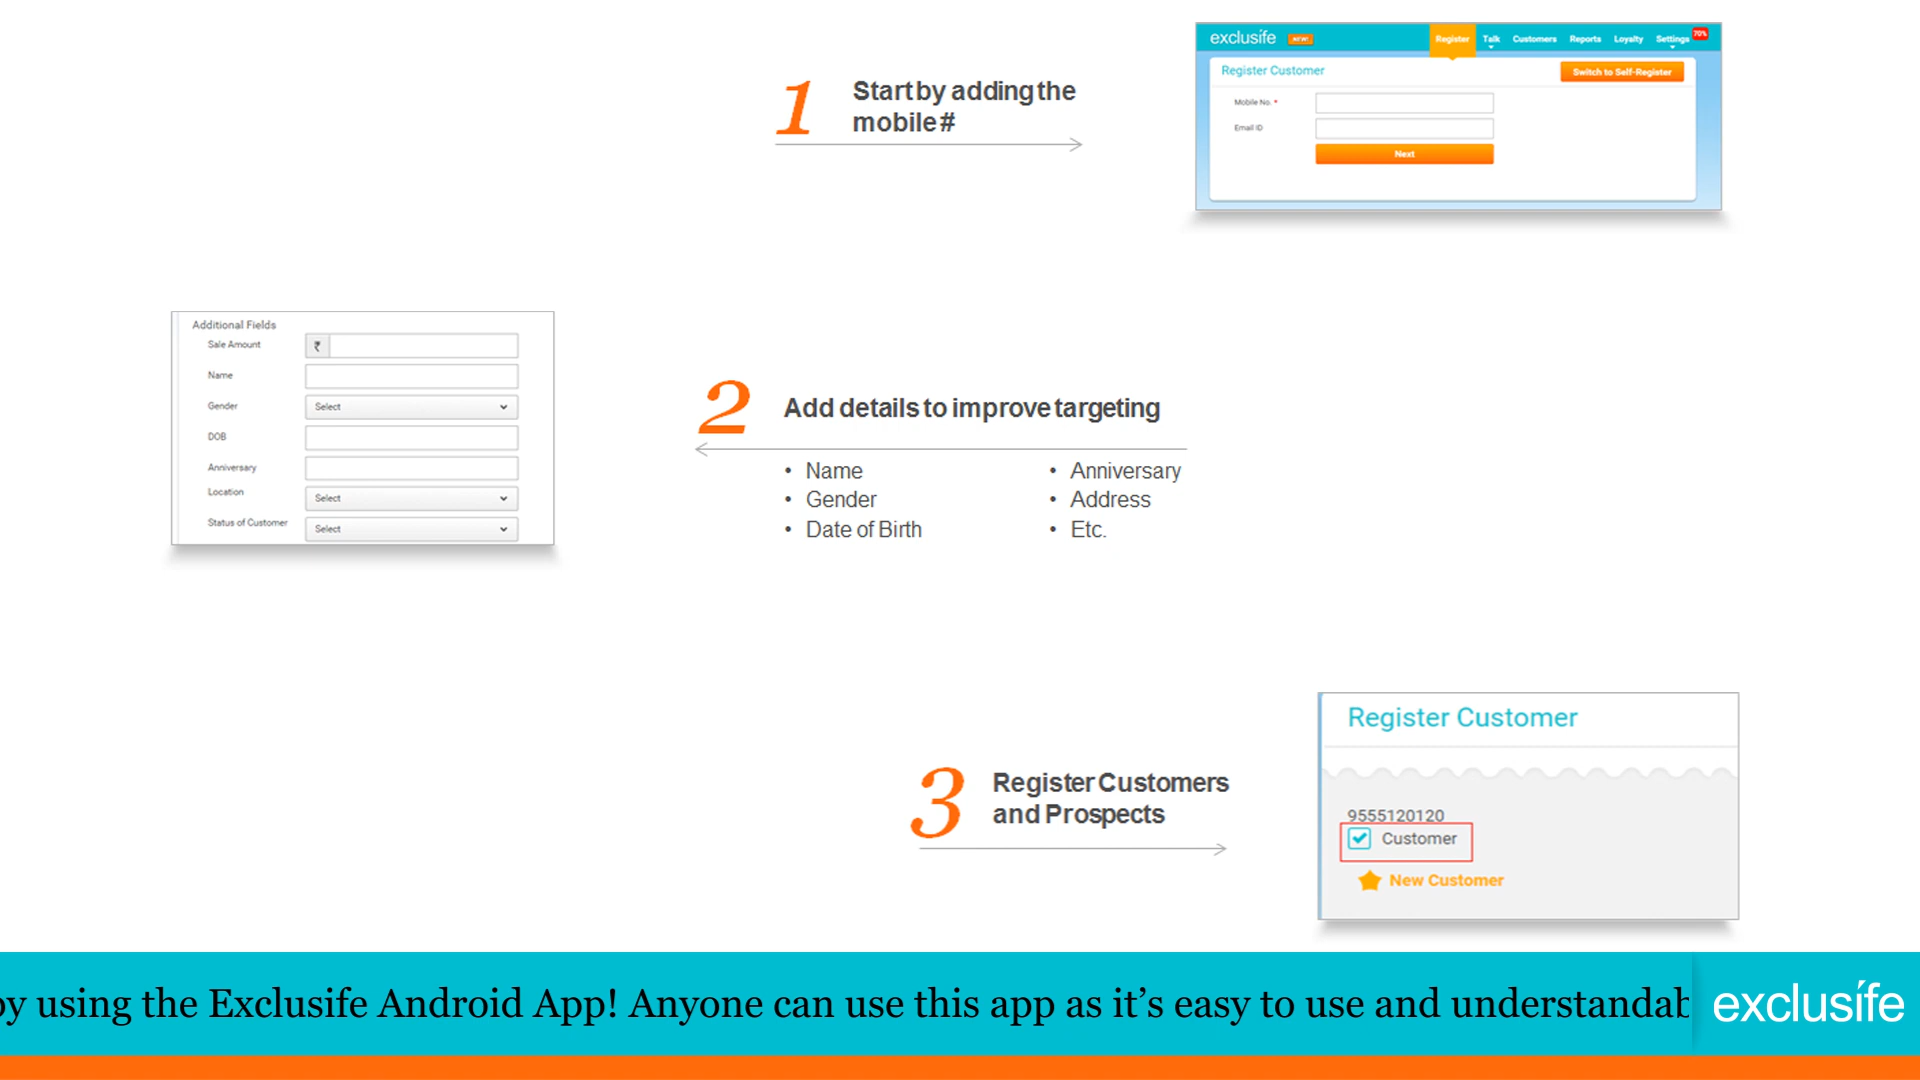 exclusife NEW! Register Talk Customers Reports Loyalty Settings 70%
Register Customer Switch to Self-Register
Mobile No. *
Email ID
Next
1 Start by adding the
mobile #
Additional Fields
Sale Amount ₹
Name
Gender Select
DOB
Anniversary
Location Select
Status of Customer Select
2 Add details to improve targeting
• Name
• Gender
• Date of Birth
• Anniversary
• Address
• Etc.
3 Register Customers
and Prospects
Register Customer
9555120120
Customer
New Customer
by using the Exclusife Android App! Anyone can use this app as it’s easy to use and understandab
exclusife